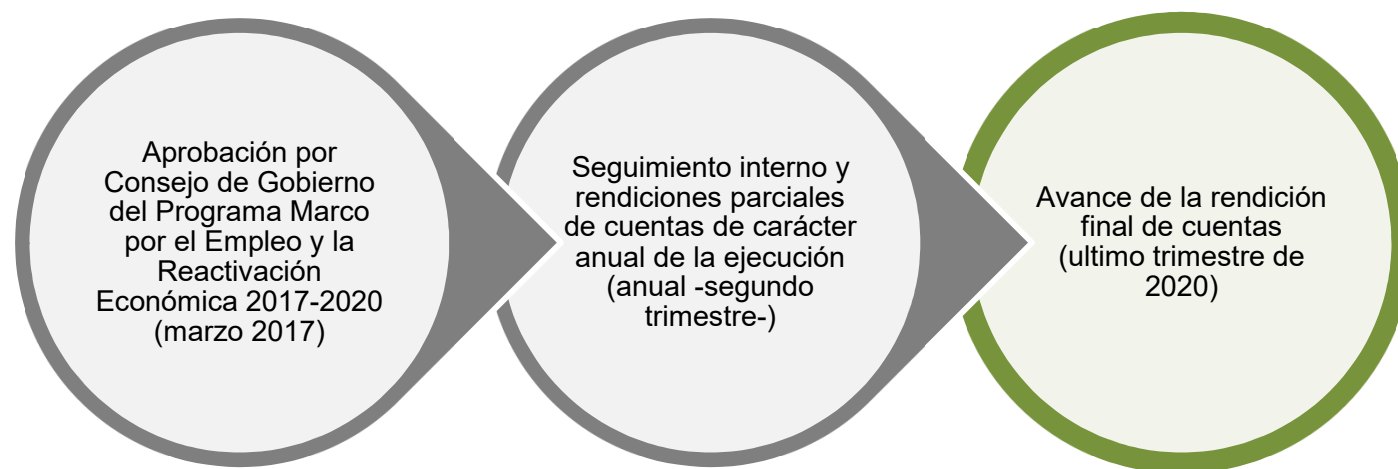 Aprobación por
Consejo de Gobierno
del Programa Marco
por el Empleo y la
Reactivación
Económica 2017-2020
(marzo 2017)
Seguimiento interno y
rendiciones parciales
de cuentas de carácter
anual de la ejecución
(anual -segundo
trimestre-)
Avance de la rendición
final de cuentas
(ultimo trimestre de
2020)